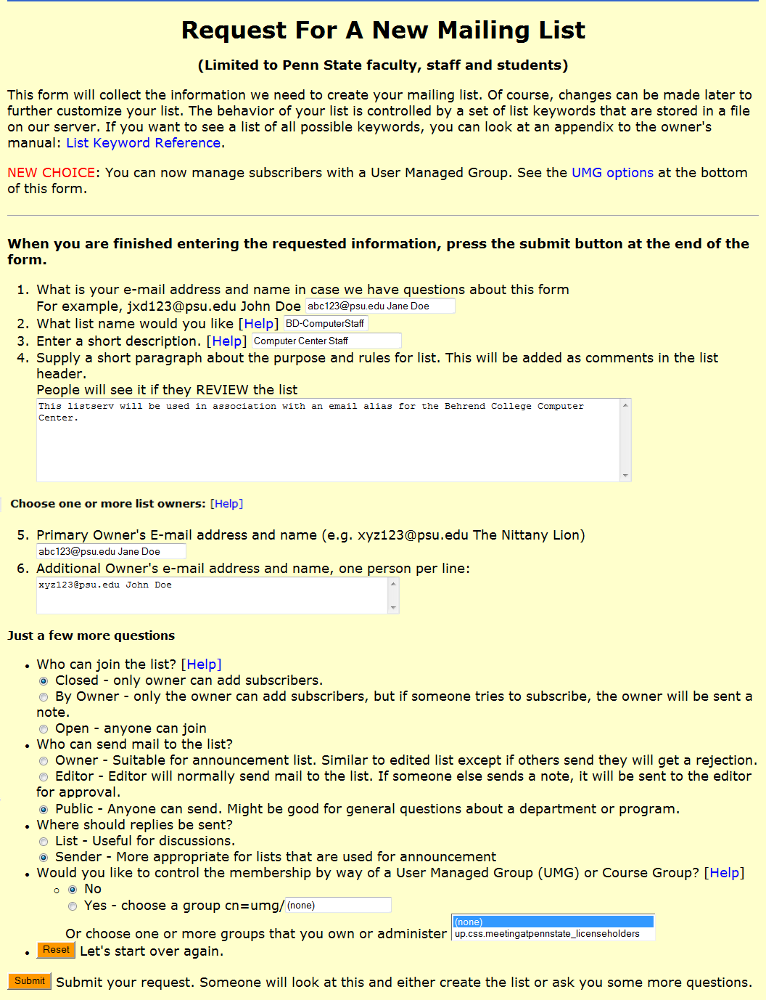 Request For A New Mailing List
(Limited to Penn State faculty, staff and students)
This form will collect the information we need to create your mailing list. Of course, changes can be made later to
further customize your list. The behavior of your list is controlled by a set of list keywords that are stored in a file
on our server. If you want to see a list of all possible keywords, you can look at an appendix to the owner's
manual: List Keyword Reference.
NEW CHOICE: You can now manage subscribers with a User Managed Group. See the UMG options at the bottom
of this form.
When you are finished entering the requested information, press the submit button at the end of the
form.
1. What is your e-mail address and name in case we have questions about this form
For example, jxd123@psu.edu John Doe abc123@psu.edu Jane Doe
2. What list name would you like [Help] BD-ComputerStaff
3. Enter a short description. [Help] Computer Center Staff
4. Supply a short paragraph about the purpose and rules for list. This will be added as comments in the list
header.
People will see it if they REVIEW the list
This listserv will be used in association with an email alias for the Behrend College Computer
Center.
Choose one or more list owners: [Help]
5. Primary Owner's E-mail address and name (e.g. xyz123@psu.edu The Nittany Lion)
abc123@psu.edu Jane Doe
6. Additional Owner's e-mail address and name, one person per line:
xyz123@psu.edu John Doe
Just a few more questions
• Who can join the list? [Help]
Closed - only owner can add subscribers.
By Owner - only the owner can add subscribers, but if someone tries to subscribe, the owner will be sent a
note.
Open - anyone can join
• Who can send mail to the list?
Owner - Suitable for announcement list. Similar to edited list except if others send they will get a rejection.
Editor - Editor will normally send mail to the list. If someone else sends a note, it will be sent to the editor
for approval.
Public - Anyone can send. Might be good for general questions about a department or program.
• Where should replies be sent?
List - Useful for discussions.
Sender - More appropriate for lists that are used for announcement
• Would you like to control the membership by way of a User Managed Group (UMG) or Course Group? [Help]
No
Yes - choose a group cn=umg/(none)
(none)
Or choose one or more groups that you own or administer up.css.meetingatpennstate_licenseholders
• Reset Let's start over again.
Submit Submit your request. Someone will look at this and either create the list or ask you some more questions.